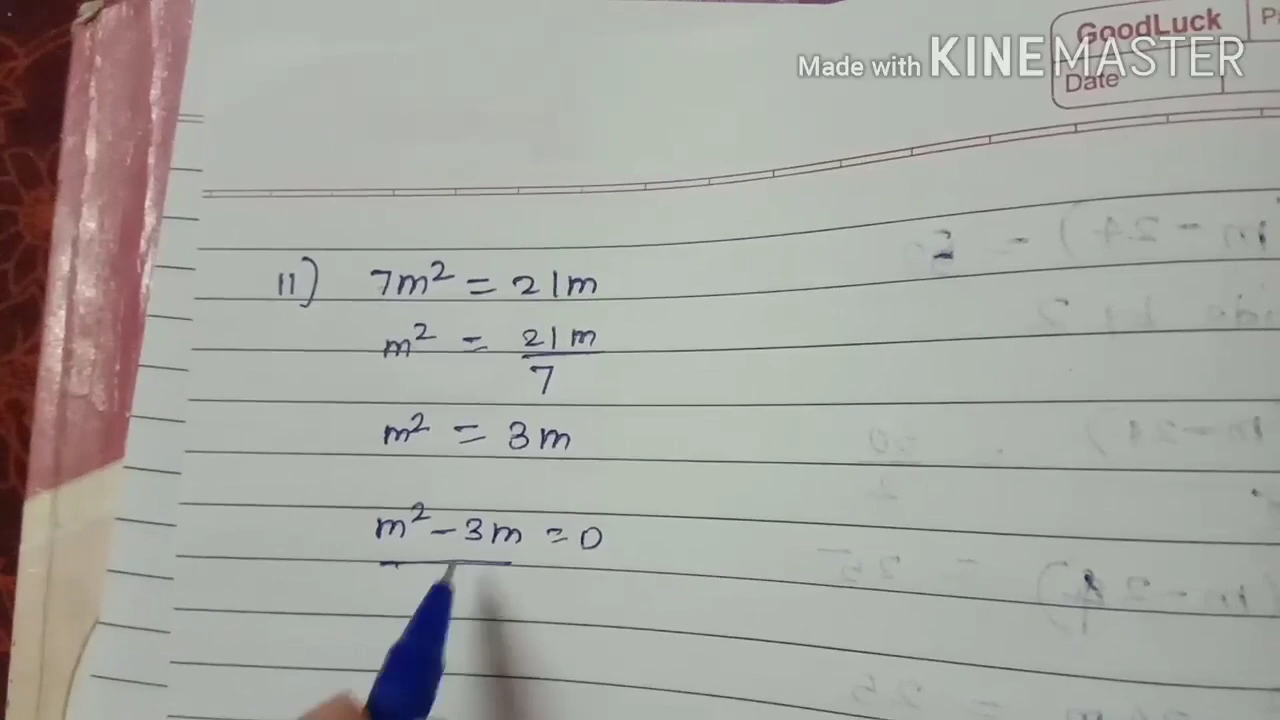 GoodLuck
Made with KINEMASTER
Date
11) 7m² = 21m
m² = 21m/7
m² = 3m
m² - 3m = 0